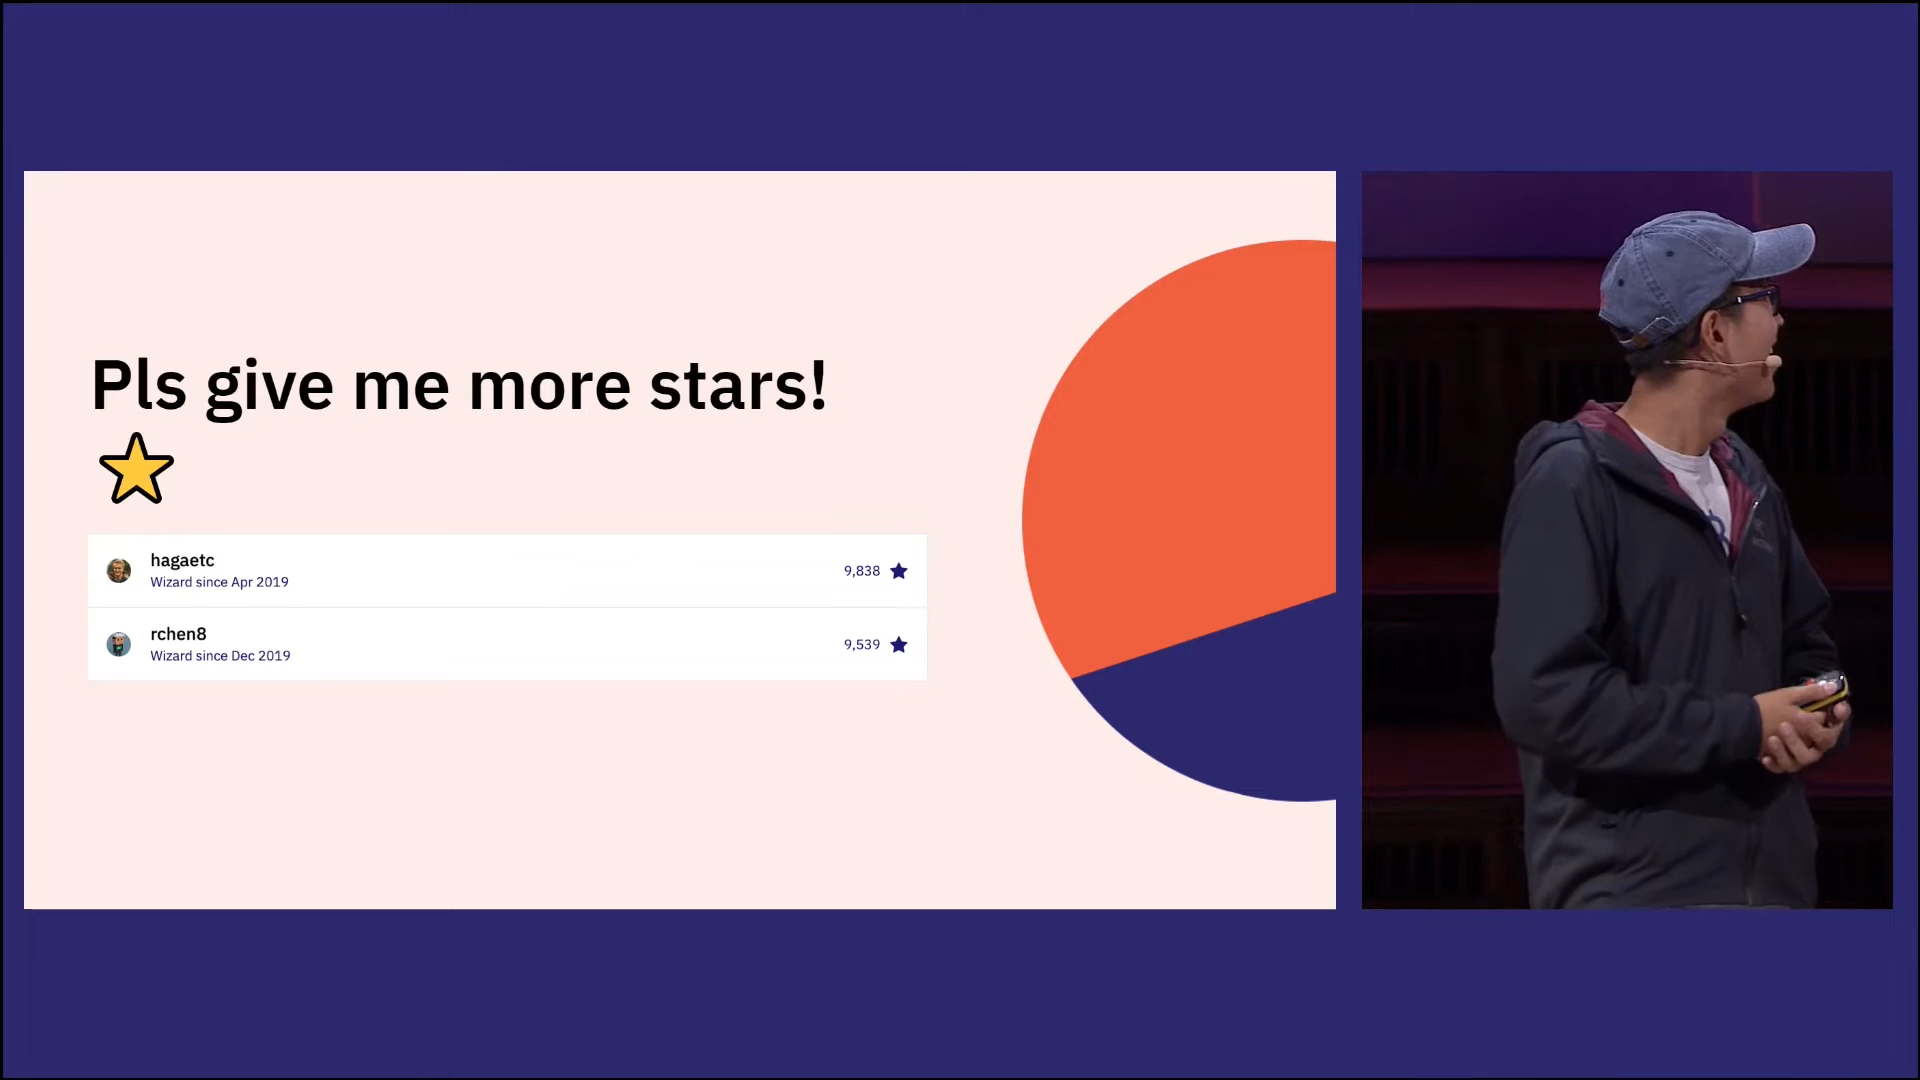 Pls give me more stars!
hagaetc
Wizard since Apr 2019
9,838
rchen8
Wizard since Dec 2019
9,539